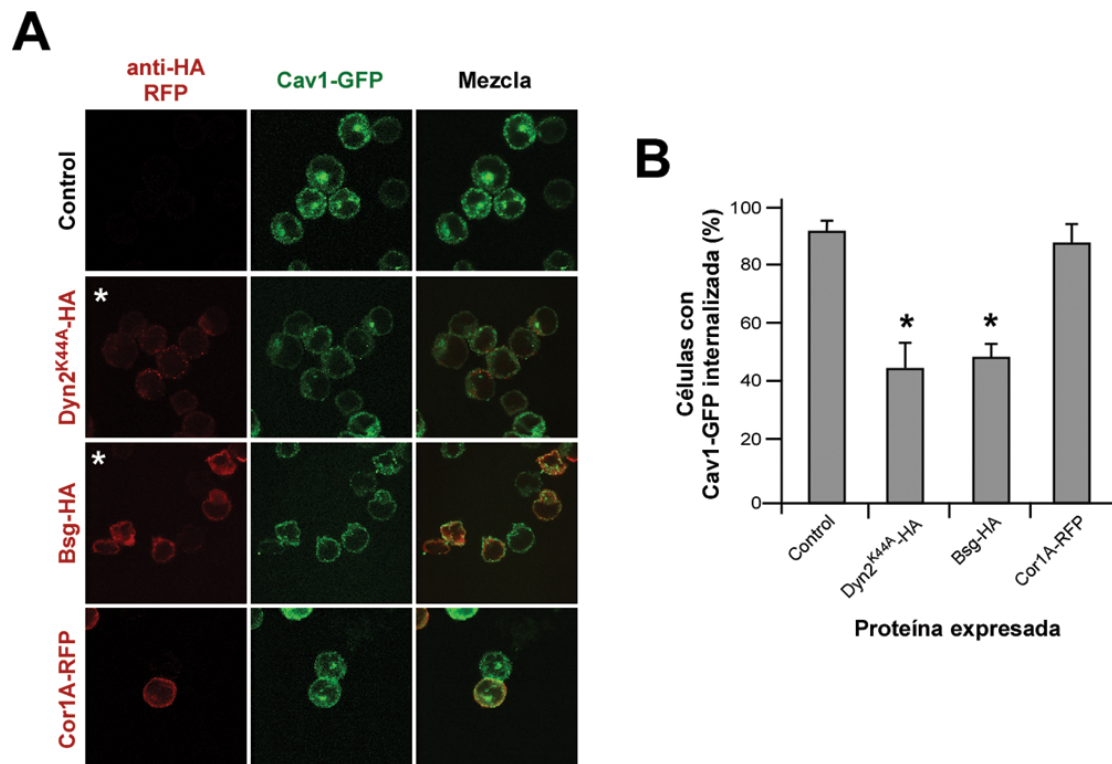 A
anti-HA
RFP
Cav1-GFP
Mezcla
Control
*
Dyn2K44A-HA
*
Bsg-HA
Cor1A-RFP
B
Células con
Cav1-GFP internalizada (%)
100
80
60
40
20
0
*
*
Control
Dyn2K44A-HA
Bsg-HA
Cor1A-RFP
Proteína expresada